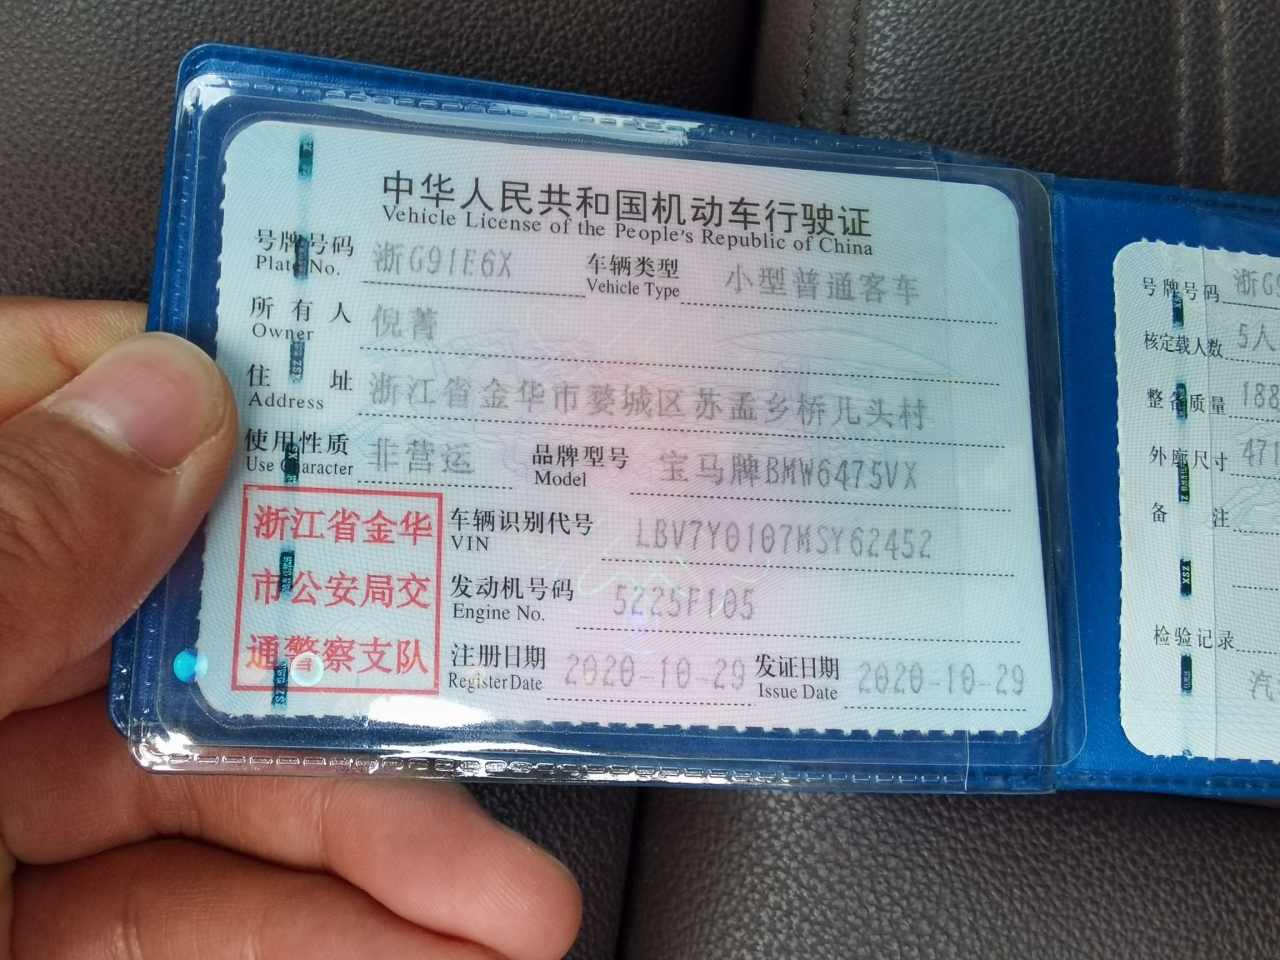 中华人民共和国机动车行驶证
Vehicle License of the People's Republic of China
号牌号码 浙G91E6X 车辆类型 小型普通客车
Plate No. Vehicle Type
所有人 倪菁
Owner
住址 浙江省金华市婺城区苏孟乡桥儿头村
Address
使用性质 非营运 品牌型号 宝马牌BMW6475VX
Use Character Model
浙江省金华
市公安局交
通警察支队
车辆识别代号 LBV7Y0107MSY62452
VIN
发动机号码 5225F105
Engine No.
注册日期 2020-10-29 发证日期 2020-10-29
Register Date Issue Date
号牌号码 浙G9
核定载人数 5人
整备质量 188
外廓尺寸 471
备注
检验记录
汽